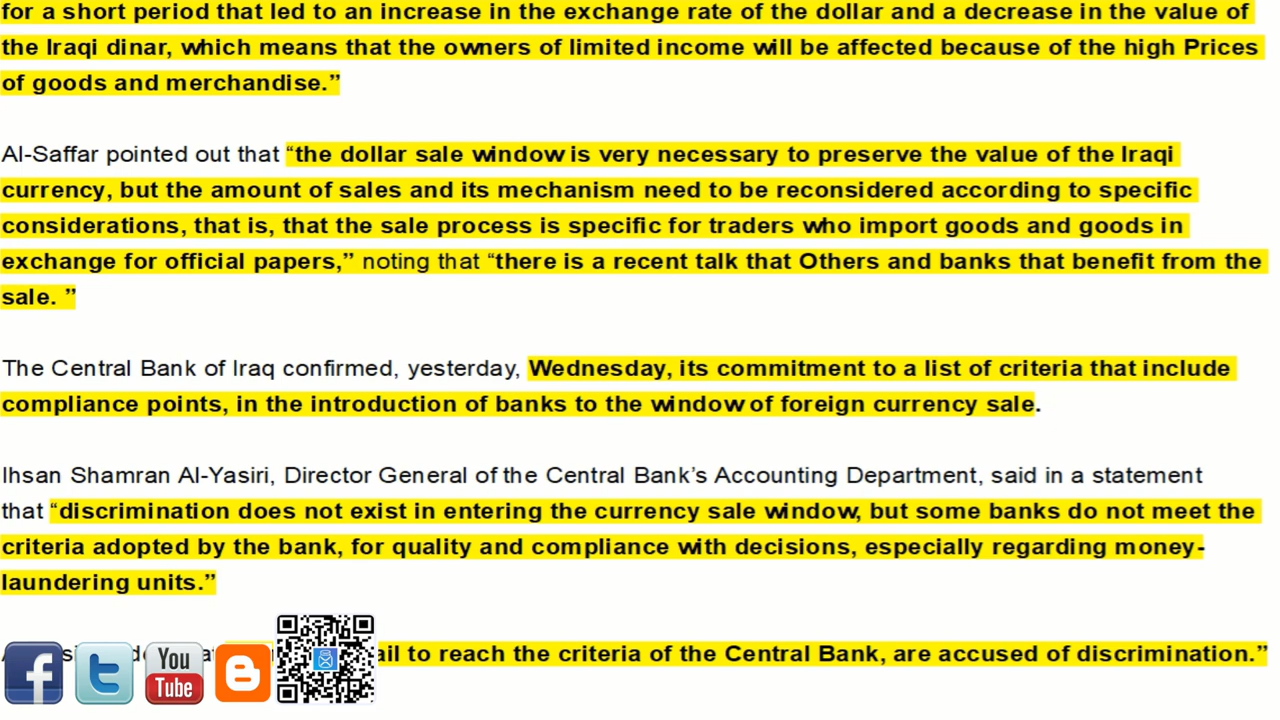 for a short period that led to an increase in the exchange rate of the dollar and a decrease in the value of
the Iraqi dinar, which means that the owners of limited income will be affected because of the high Prices
of goods and merchandise.”
Al-Saffar pointed out that “the dollar sale window is very necessary to preserve the value of the Iraqi
currency, but the amount of sales and its mechanism need to be reconsidered according to specific
considerations, that is, that the sale process is specific for traders who import goods and goods in
exchange for official papers,” noting that “there is a recent talk that Others and banks that benefit from the
sale. ”
The Central Bank of Iraq confirmed, yesterday, Wednesday, its commitment to a list of criteria that include
compliance points, in the introduction of banks to the window of foreign currency sale.
Ihsan Shamran Al-Yasiri, Director General of the Central Bank’s Accounting Department, said in a statement
that “discrimination does not exist in entering the currency sale window, but some banks do not meet the
criteria adopted by the bank, for quality and compliance with decisions, especially regarding money-
laundering units.”
to reach the criteria of the Central Bank, are accused of discrimination.”
You
Tube